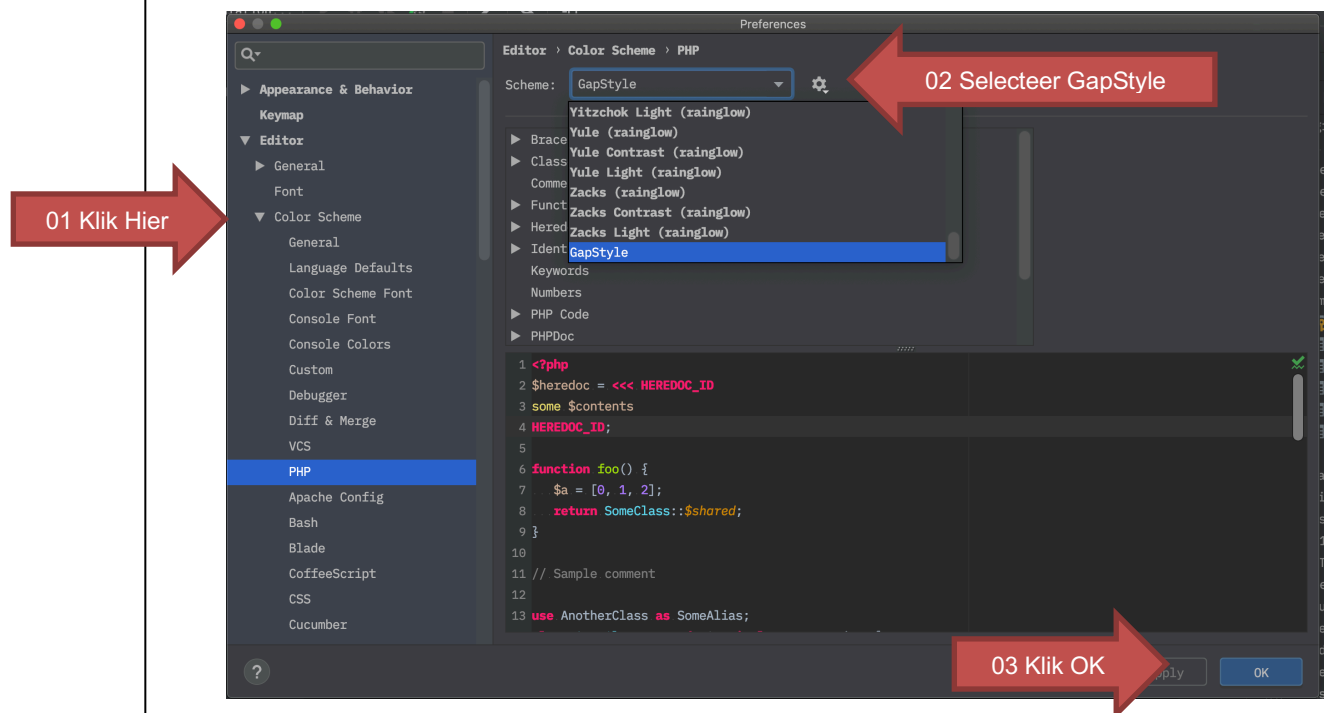 Preferences
Editor › Color Scheme › PHP
Scheme: GapStyle
02 Selecteer GapStyle
01 Klik Hier
Appearance & Behavior
Keymap
Editor
General
Font
Color Scheme
General
Language Defaults
Color Scheme Font
Console Font
Console Colors
Custom
Debugger
Diff & Merge
VCS
PHP
Apache Config
Bash
Blade
CoffeeScript
CSS
Cucumber
Yitzchok Light (rainglow)
Yule (rainglow)
Yule Contrast (rainglow)
Yule Light (rainglow)
Zacks (rainglow)
Zacks Contrast (rainglow)
Zacks Light (rainglow)
GapStyle
Brace
Class
Comme
Funct
Hered
Ident
Keywords
Numbers
PHP Code
PHPDoc
1 <?php
2 $heredoc = <<< HEREDOC_ID
3 some $contents
4 HEREDOC_ID;
5
6 function foo() {
7 $a = [0, 1, 2];
8 return SomeClass::$shared;
9 }
10
11 // Sample comment
12
13 use AnotherClass as SomeAlias;
?
03 Klik OK
OK